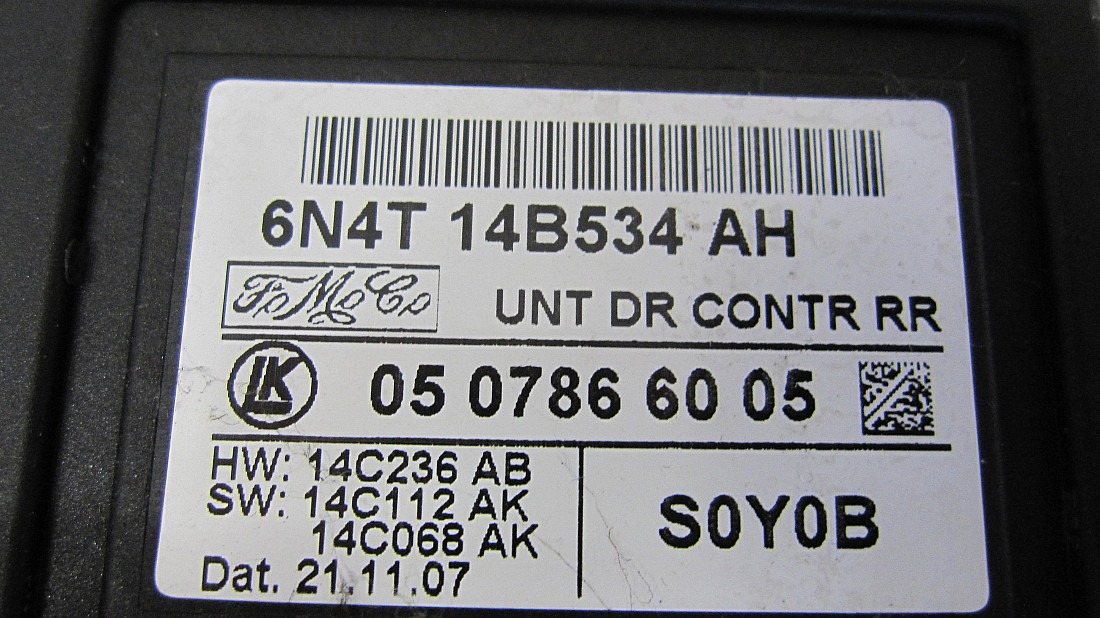 6N4T 14B534 AH
FoMoCo
UNT DR CONTR RR
LK
05 0786 60 05
HW: 14C236 AB
SW: 14C112 AK
14C068 AK
Dat. 21.11.07
S0Y0B